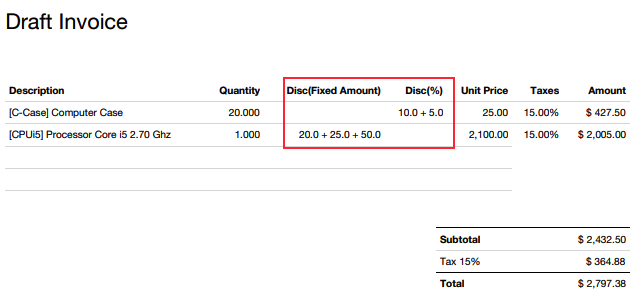 Draft Invoice
Description Quantity Disc(Fixed Amount) Disc(%) Unit Price Taxes Amount
[C-Case] Computer Case 20.000 10.0 + 5.0 25.00 15.00% $ 427.50
[CPUi5] Processor Core i5 2.70 Ghz 1.000 20.0 + 25.0 + 50.0 2,100.00 15.00% $ 2,005.00
Subtotal $ 2,432.50
Tax 15% $ 364.88
Total $ 2,797.38